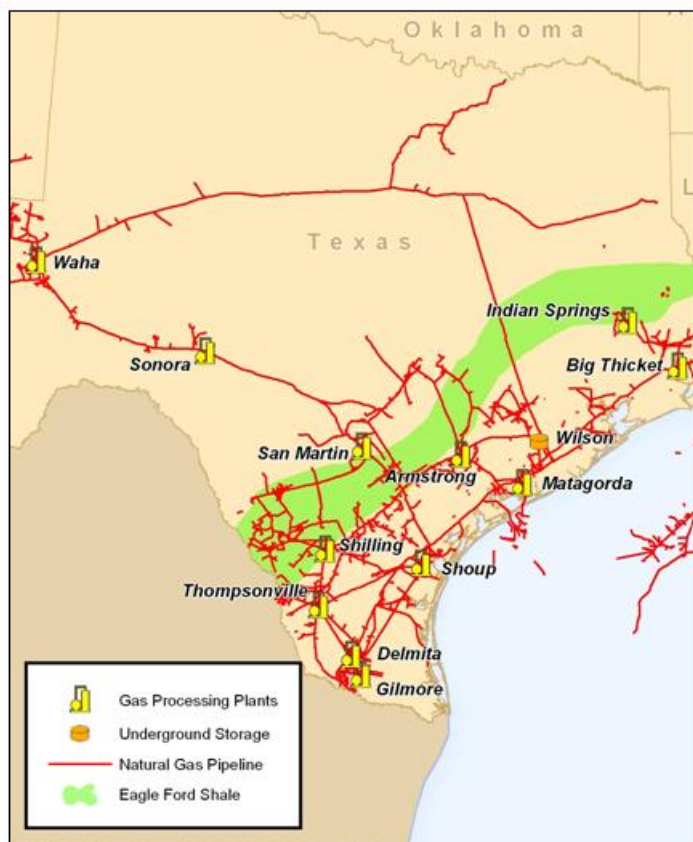 Oklahoma
Texas
Waha
Sonora
Indian Springs
Big Thicket
San Martin
Armstrong
Wilson
Matagorda
Shilling
Shoup
Thompsonville
Delmita
Gilmore
Gas Processing Plants
Underground Storage
Natural Gas Pipeline
Eagle Ford Shale